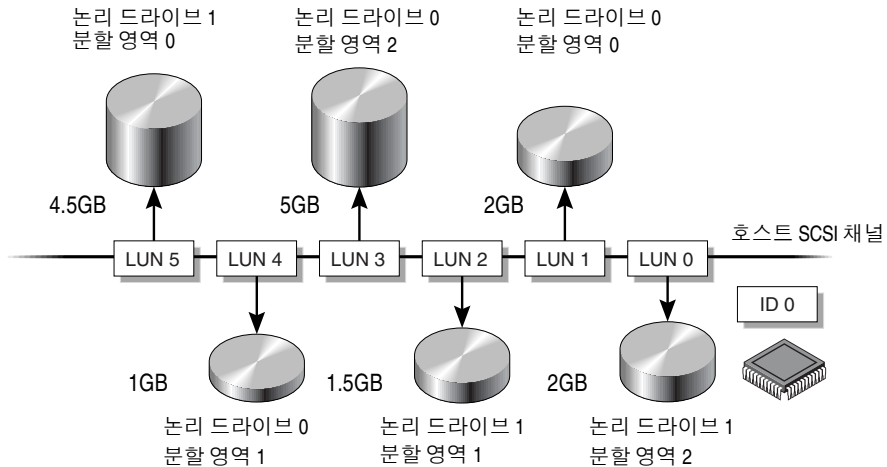 논리 드라이브 1
분할 영역 0
논리 드라이브 0
분할 영역 2
논리 드라이브 0
분할 영역 0
4.5GB
5GB
2GB
호스트 SCSI 채널
LUN 5
LUN 4
LUN 3
LUN 2
LUN 1
LUN 0
ID 0
1GB
1.5GB
2GB
논리 드라이브 0
분할 영역 1
논리 드라이브 1
분할 영역 1
논리 드라이브 1
분할 영역 2